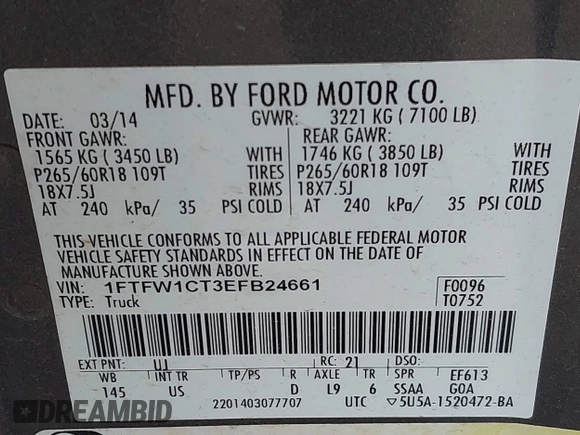 MFD. BY FORD MOTOR CO.
DATE: 03/14 GVWR: 3221 KG ( 7100 LB)
FRONT GAWR: REAR GAWR:
1565 KG ( 3450 LB) WITH 1746 KG ( 3850 LB) WITH
P265/60R18 109T TIRES P265/60R18 109T TIRES
18X7.5J RIMS 18X7.5J RIMS
AT 240 kPa/ 35 PSI COLD AT 240 kPa/ 35 PSI COLD
THIS VEHICLE CONFORMS TO ALL APPLICABLE FEDERAL MOTOR
VEHICLE SAFETY STANDARDS IN EFFECT ON THE DATE OF
MANUFACTURE SHOWN ABOVE.
VIN: 1FTFW1CT3EFB24661 F0096
TYPE: Truck T0752
EXT PNT: UJ RC: 21 DSO:
WB INT TR TP/PS R AXLE TR SPR EF613
145 US D L9 6 SSAA GOA
2201403077707 UTC ▽5U5A-1520472-BA
DREAMBID